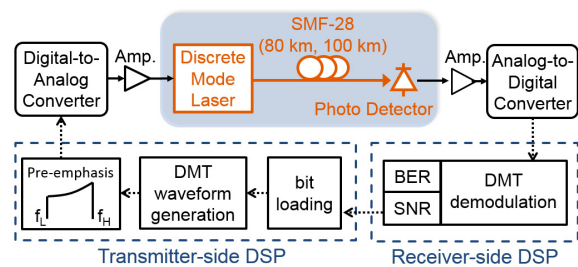 SMF-28
(80 km, 100 km)
Digital-to-
Analog
Converter
Amp.
Discrete
Mode
Laser
Photo Detector
Amp.
Analog-to-
Digital
Converter
Pre-emphasis
fL
fH
DMT
waveform
generation
bit
loading
BER
SNR
DMT
demodulation
Transmitter-side DSP
Receiver-side DSP